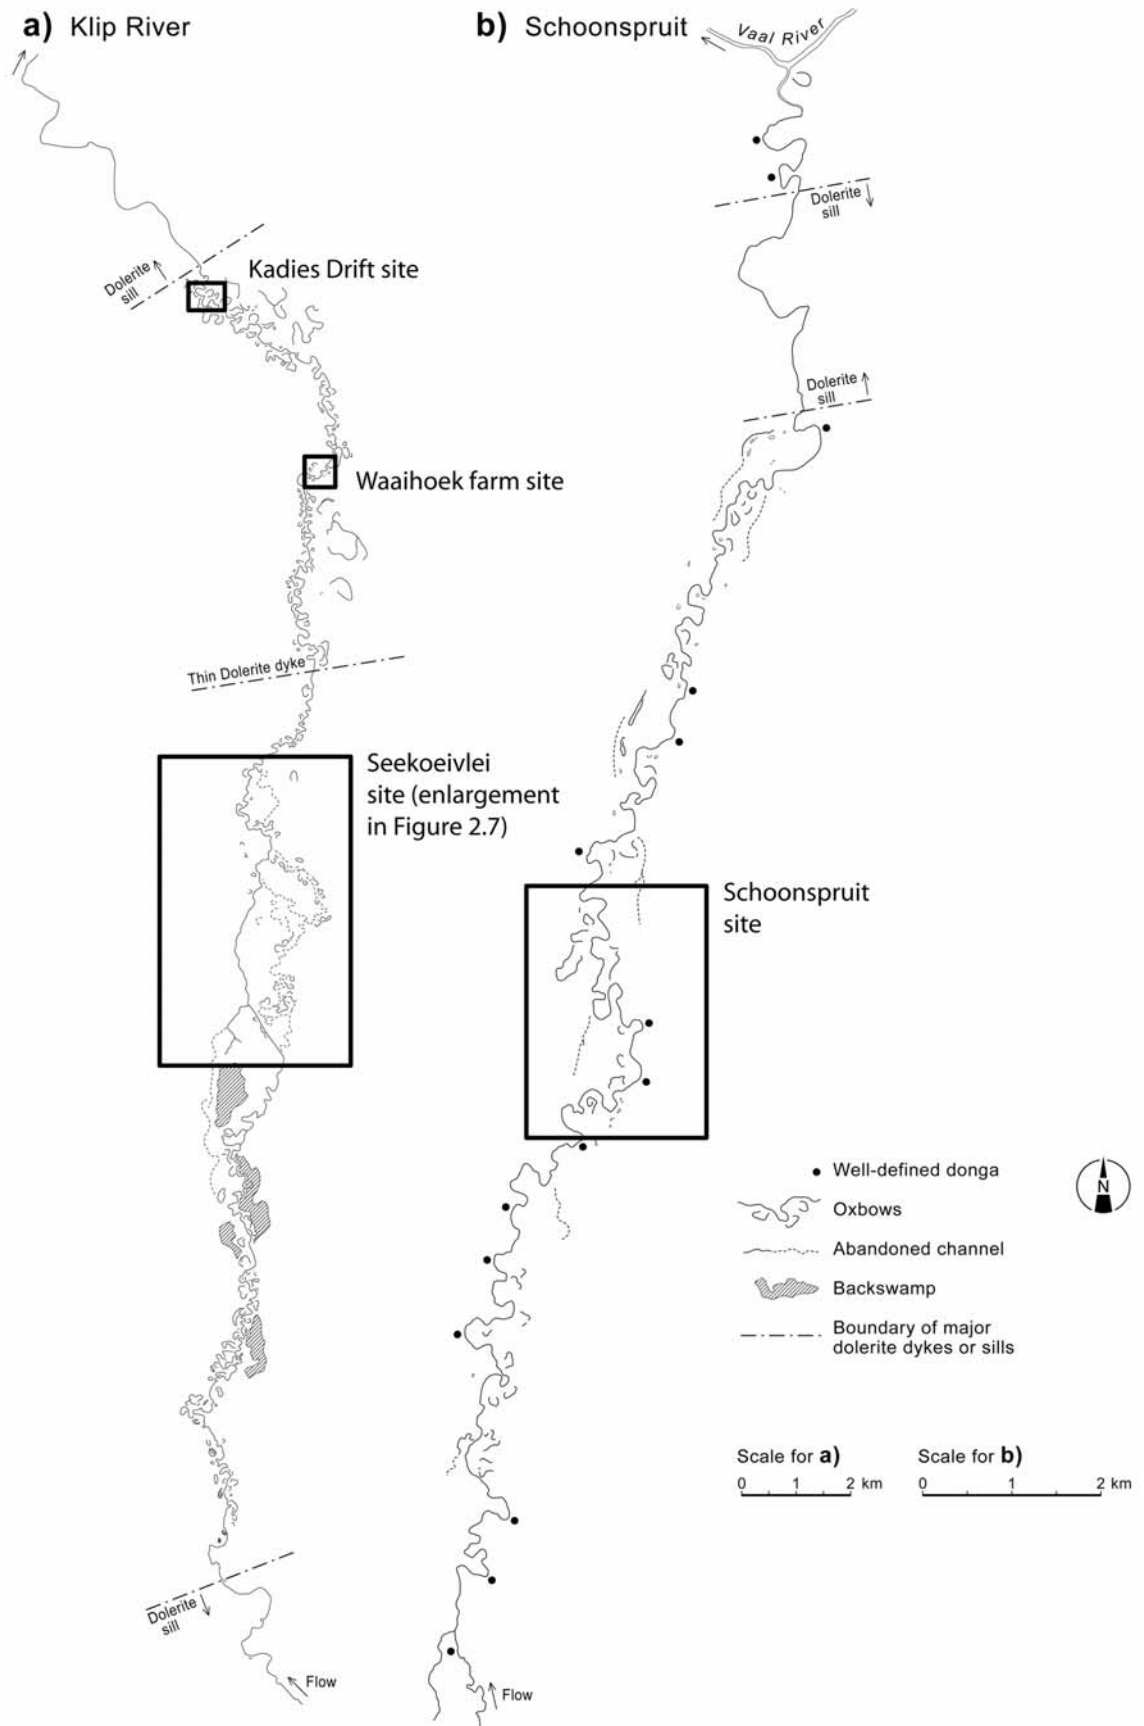 a) Klip River
b) Schoonspruit
Vaal River
Dolerite
sill
Kadies Drift site
Dolerite
sill
Dolerite
sill
Waaihoek farm site
Thin Dolerite dyke
Seekoeivlei
site (enlargement
in Figure 2.7)
Schoonspruit
site
Well-defined donga
Oxbows
Abandoned channel
Backswamp
Boundary of major
dolerite dykes or sills
N
Scale for a)
0 1 2 km
Scale for b)
0 1 2 km
Dolerite
sill
Flow
Flow